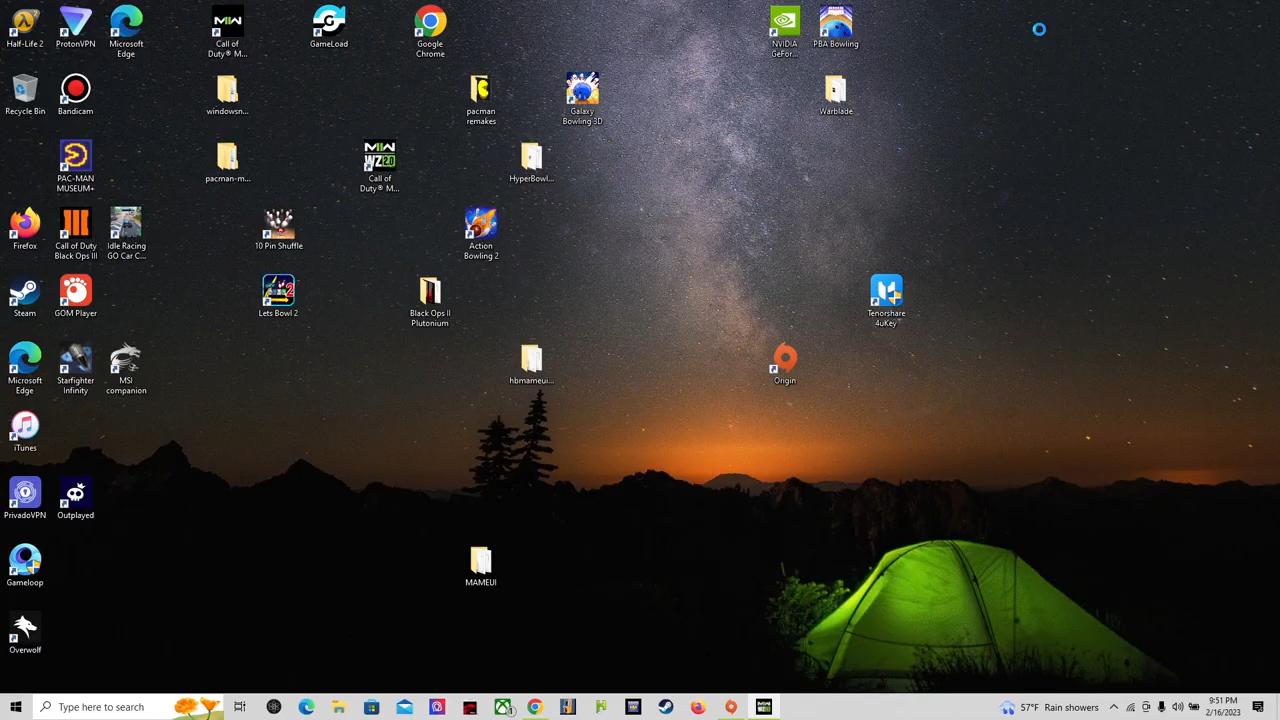 Half-Life 2
ProtonVPN
Microsoft
Edge
Call of
Duty® M...
GameLoad
Google
Chrome
NVIDIA
GeFor...
PBA Bowling
Recycle Bin
Bandicam
windowsn...
pacman
remakes
Galaxy
Bowling 3D
Warblade
PAC-MAN
MUSEUM+
pacman-m...
Call of
Duty® M...
HyperBowl...
Firefox
Call of Duty
Black Ops III
Idle Racing
GO Car C...
10 Pin Shuffle
Action
Bowling 2
Steam
GOM Player
Lets Bowl 2
Black Ops II
Plutonium
Tenorshare
4uKey
Microsoft
Edge
Starfighter
Infinity
MSI
companion
hbmameui...
Origin
iTunes
PrivadoVPN
Outplayed
Gameloop
MAMEUI
Overwolf
Type here to search
57°F Rain showers
9:51 PM
2/16/2023